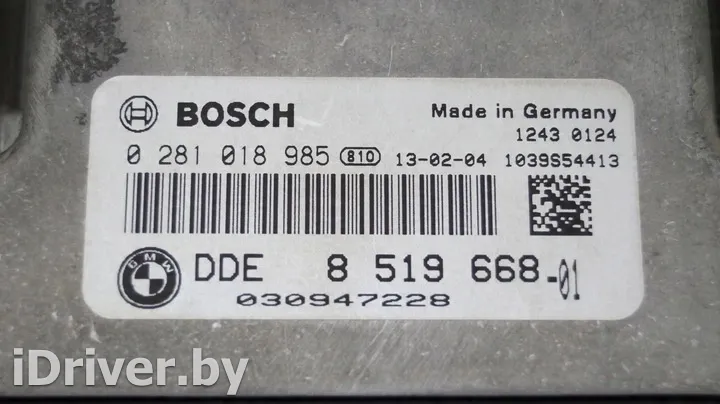 BOSCH
Made in Germany
1243 0124
0 281 018 985 810 13-02-04 1039S54413
BMW DDE 8 519 668-01
030947228
iDriver.by